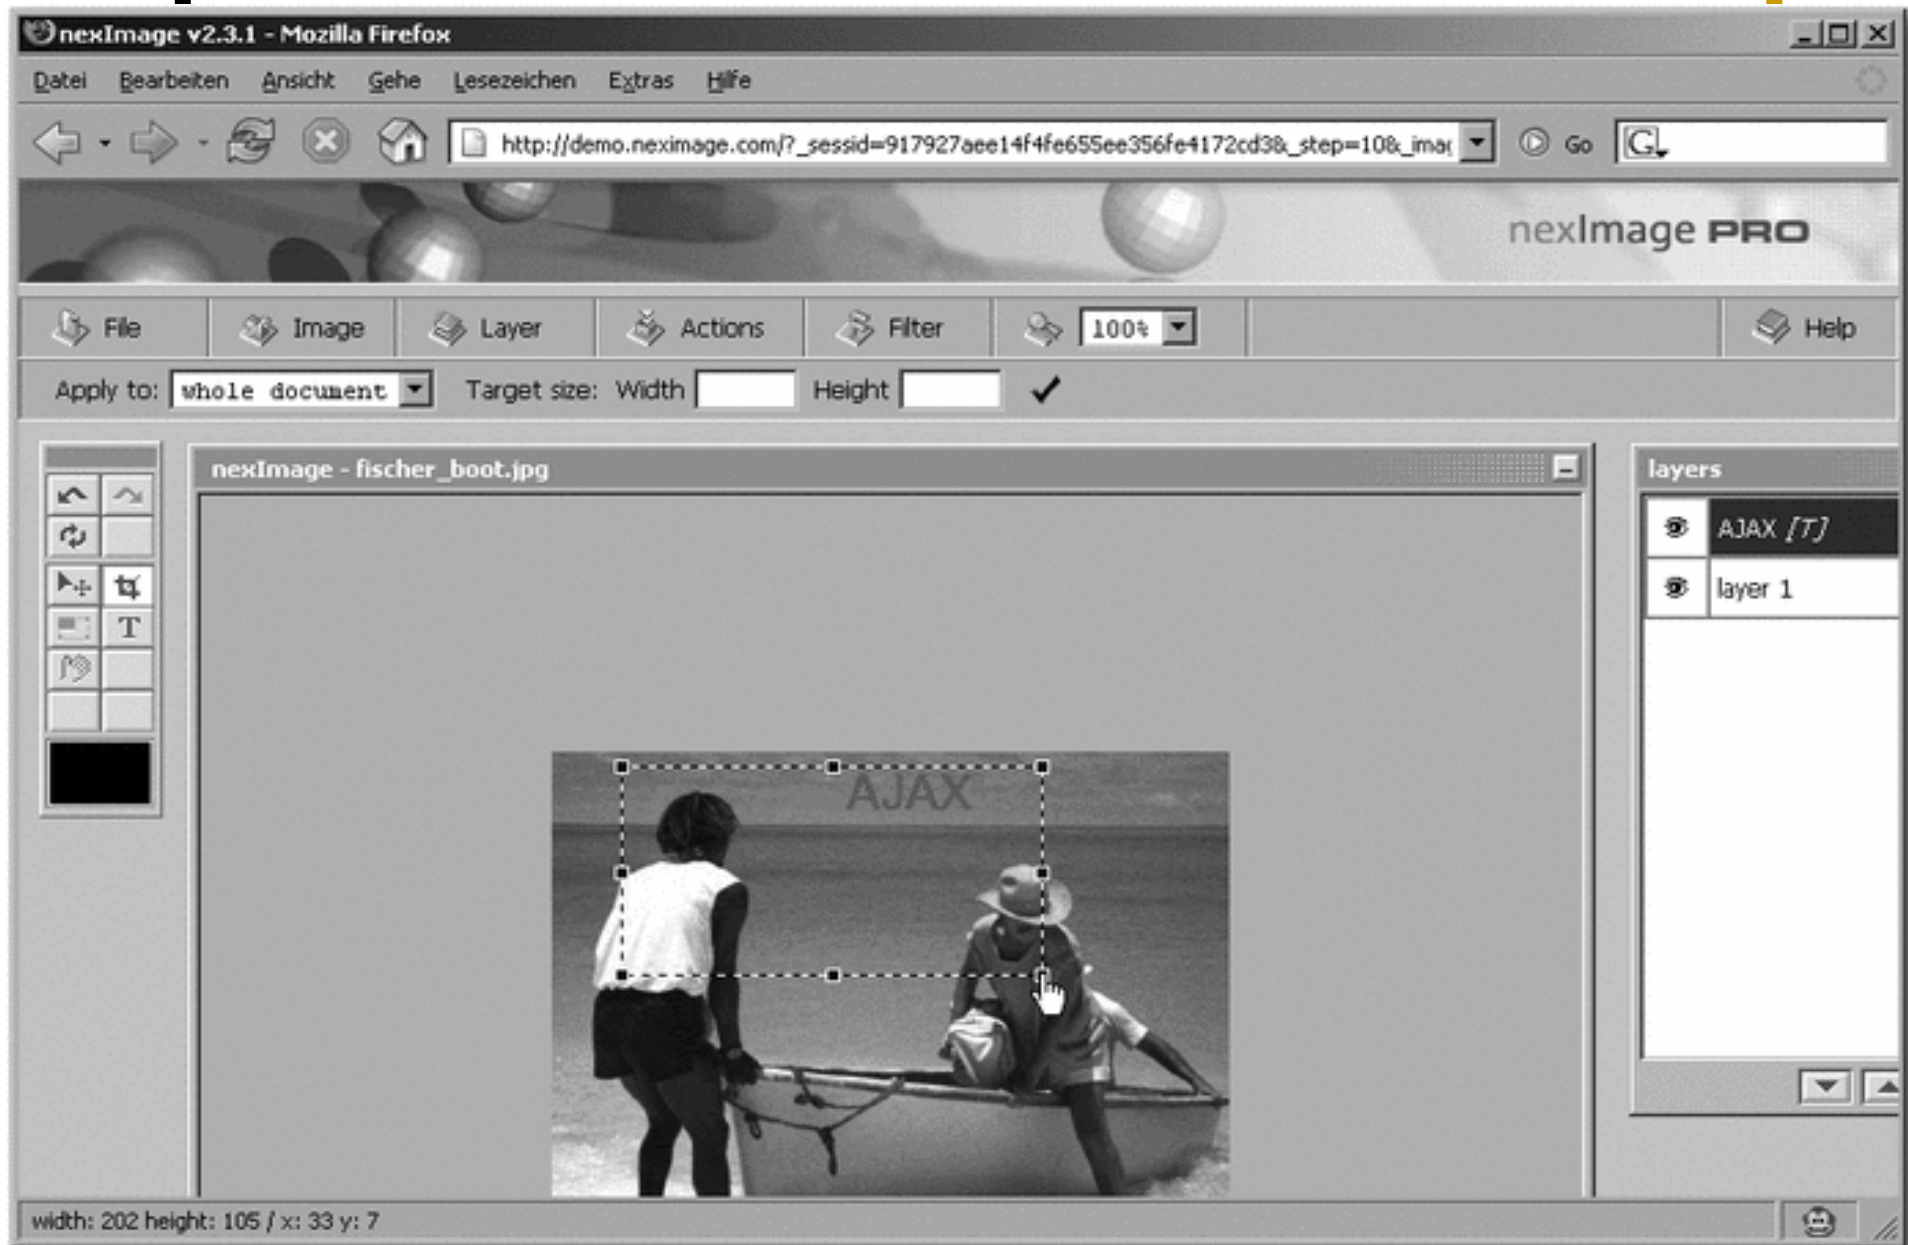 nexImage v2.3.1 - Mozilla Firefox
Datei Bearbeiten Ansicht Gehe Lesezeichen Extras Hilfe
http://demo.neximage.com/?_sessid=917927aee14f4fe655ee356fe4172cd3&_step=10&_imag Go G
nexImage PRO
File Image Layer Actions Filter 100% Help
Apply to: whole document Target size: Width Height
nexImage - fischer_boot.jpg
layers
AJAX [T]
layer 1
T
AJAX
width: 202 height: 105 / x: 33 y: 7